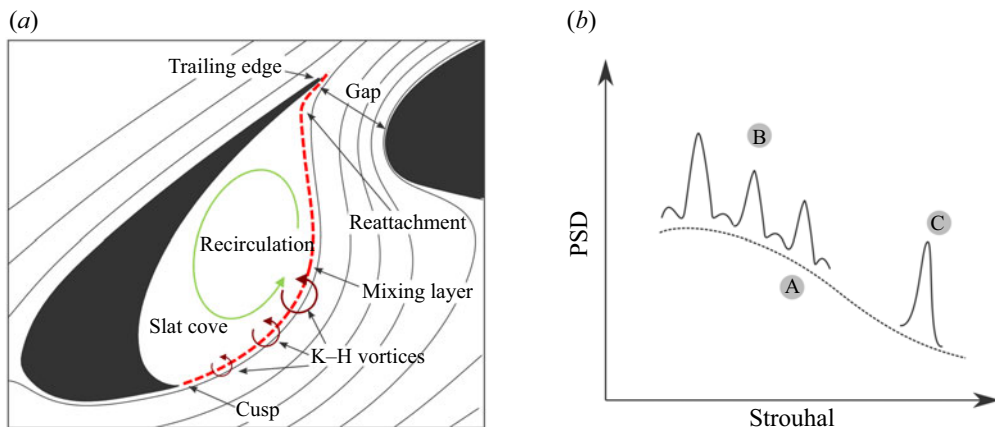 (a)
Trailing edge
Gap
Reattachment
Recirculation
Mixing layer
Slat cove
K–H vortices
Cusp
(b)
B
C
A
PSD
Strouhal